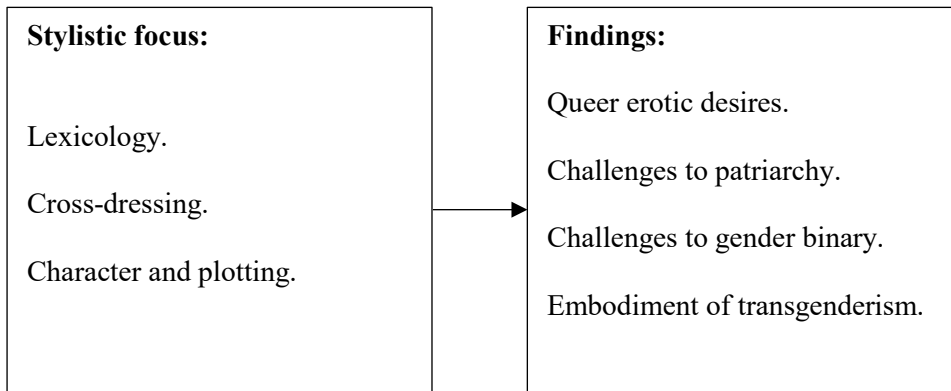 Stylistic focus:
Lexicology.
Cross-dressing.
Character and plotting.
Findings:
Queer erotic desires.
Challenges to patriarchy.
Challenges to gender binary.
Embodiment of transgenderism.